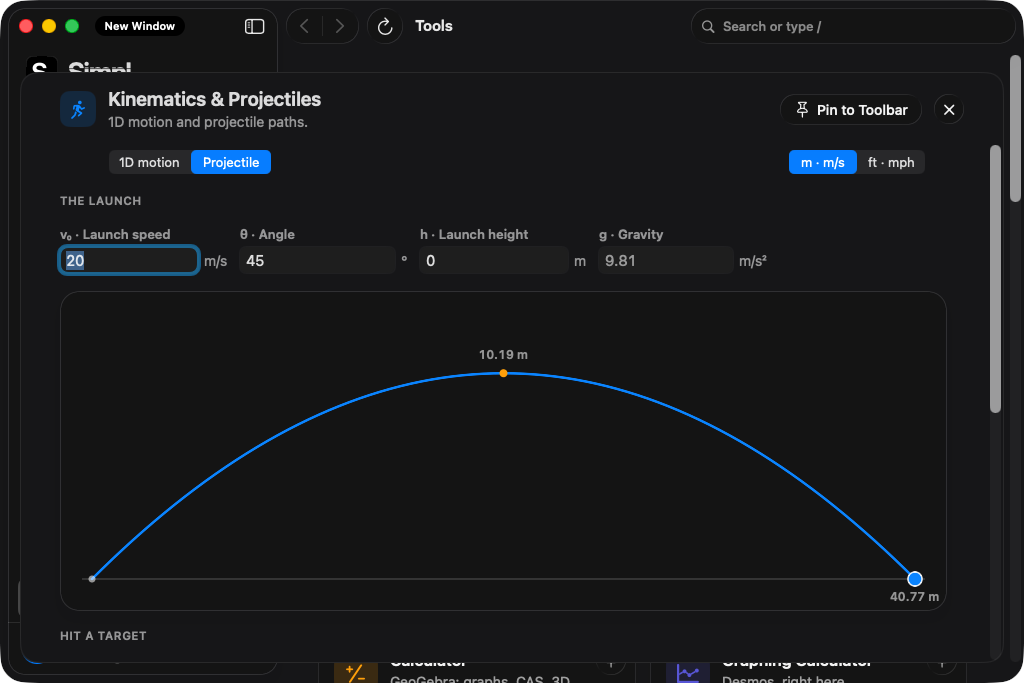 New Window
Tools
Search or type /
Simpl
Kinematics & Projectiles
1D motion and projectile paths.
Pin to Toolbar
1D motion
Projectile
m · m/s
ft · mph
THE LAUNCH
v₀ · Launch speed
θ · Angle
h · Launch height
g · Gravity
20 m/s
45 °
0 m
9.81 m/s²
10.19 m
40.77 m
HIT A TARGET
Calculator
Graphing Calculator
GeoGebra: graphs, CAS, 3D
Desmos, right here